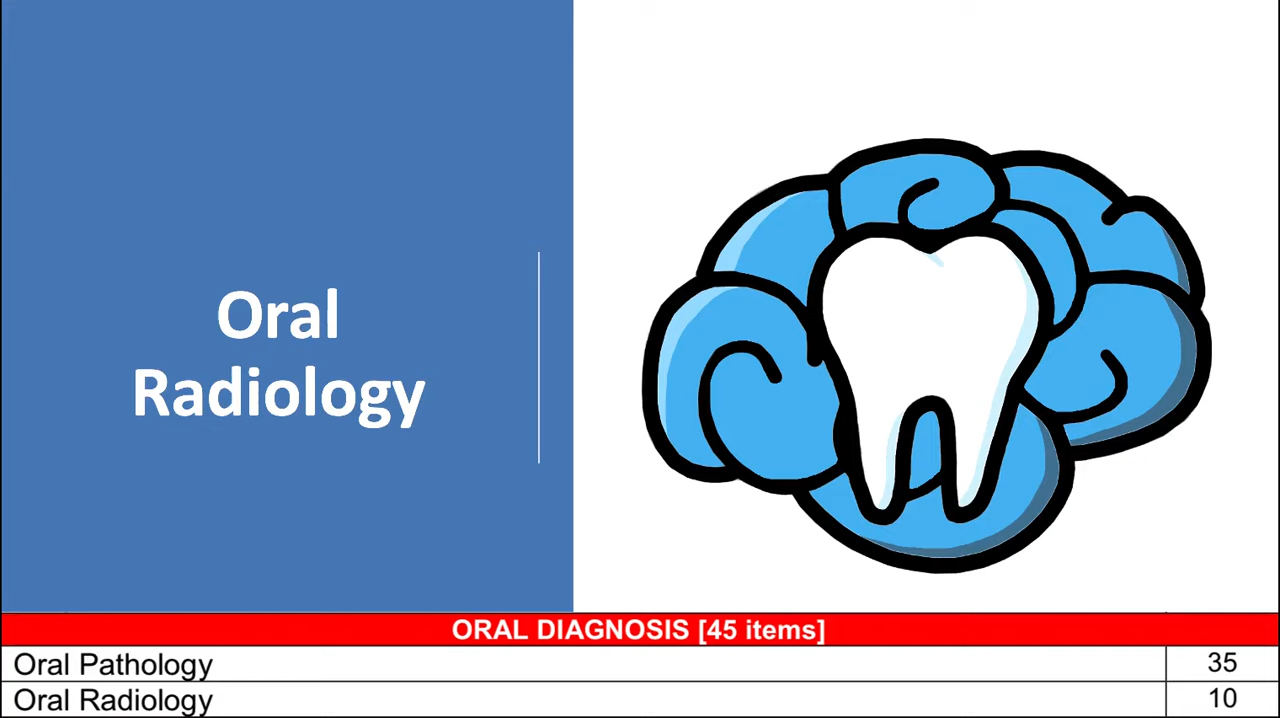 Oral
Radiology
ORAL DIAGNOSIS [45 items]
Oral Pathology 35
Oral Radiology 10